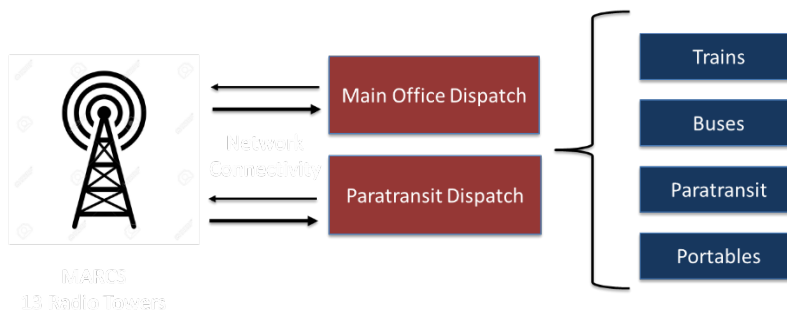 Main Office Dispatch
Network
Connectivity
Paratransit Dispatch
MARCS
13 Radio Towers
Trains
Buses
Paratransit
Portables